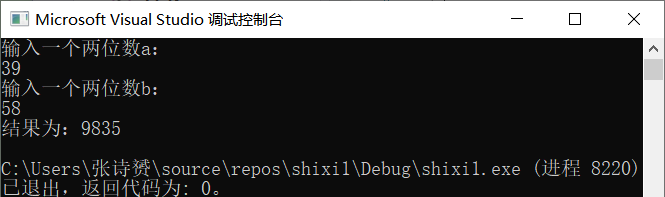 Microsoft Visual Studio 调试控制台
输入一个两位数a:
39
输入一个两位数b:
58
结果为: 9835
C:\Users\张诗赟\source\repos\shixi1\Debug\shixi1.exe (进程 8220)
已退出，返回代码为: 0。